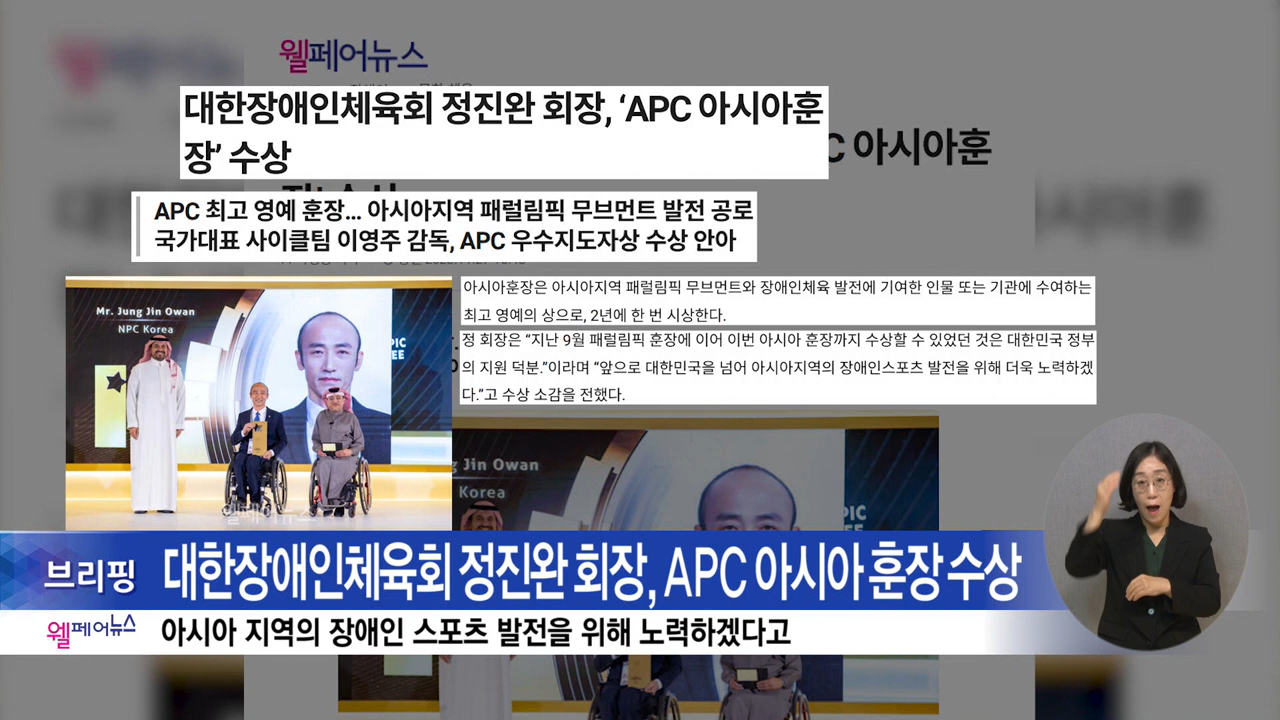 웰페어뉴스
대한장애인체육회 정진완 회장, ‘APC 아시아훈
장’ 수상
C 아시아훈
APC 최고 영예 훈장... 아시아지역 패럴림픽 무브먼트 발전 공로
국가대표 사이클팀 이영주 감독, APC 우수지도자상 수상 안아
아시아훈장은 아시아지역 패럴림픽 무브먼트와 장애인체육 발전에 기여한 인물 또는 기관에 수여하는
최고 영예의 상으로, 2년에 한 번 시상한다.
정 회장은 “지난 9월 패럴림픽 훈장에 이어 이번 아시아 훈장까지 수상할 수 있었던 것은 대한민국 정부
의 지원 덕분.”이라며 “앞으로 대한민국을 넘어 아시아지역의 장애인스포츠 발전을 위해 더욱 노력하겠
다.”고 수상 소감을 전했다.
Mr. Jung Jin Owan
NPC Korea
웰페어뉴스
g Jin Owan
Korea
브리핑
대한장애인체육회 정진완 회장, APC 아시아 훈장 수상
웰페어뉴스
아시아 지역의 장애인 스포츠 발전을 위해 노력하겠다고